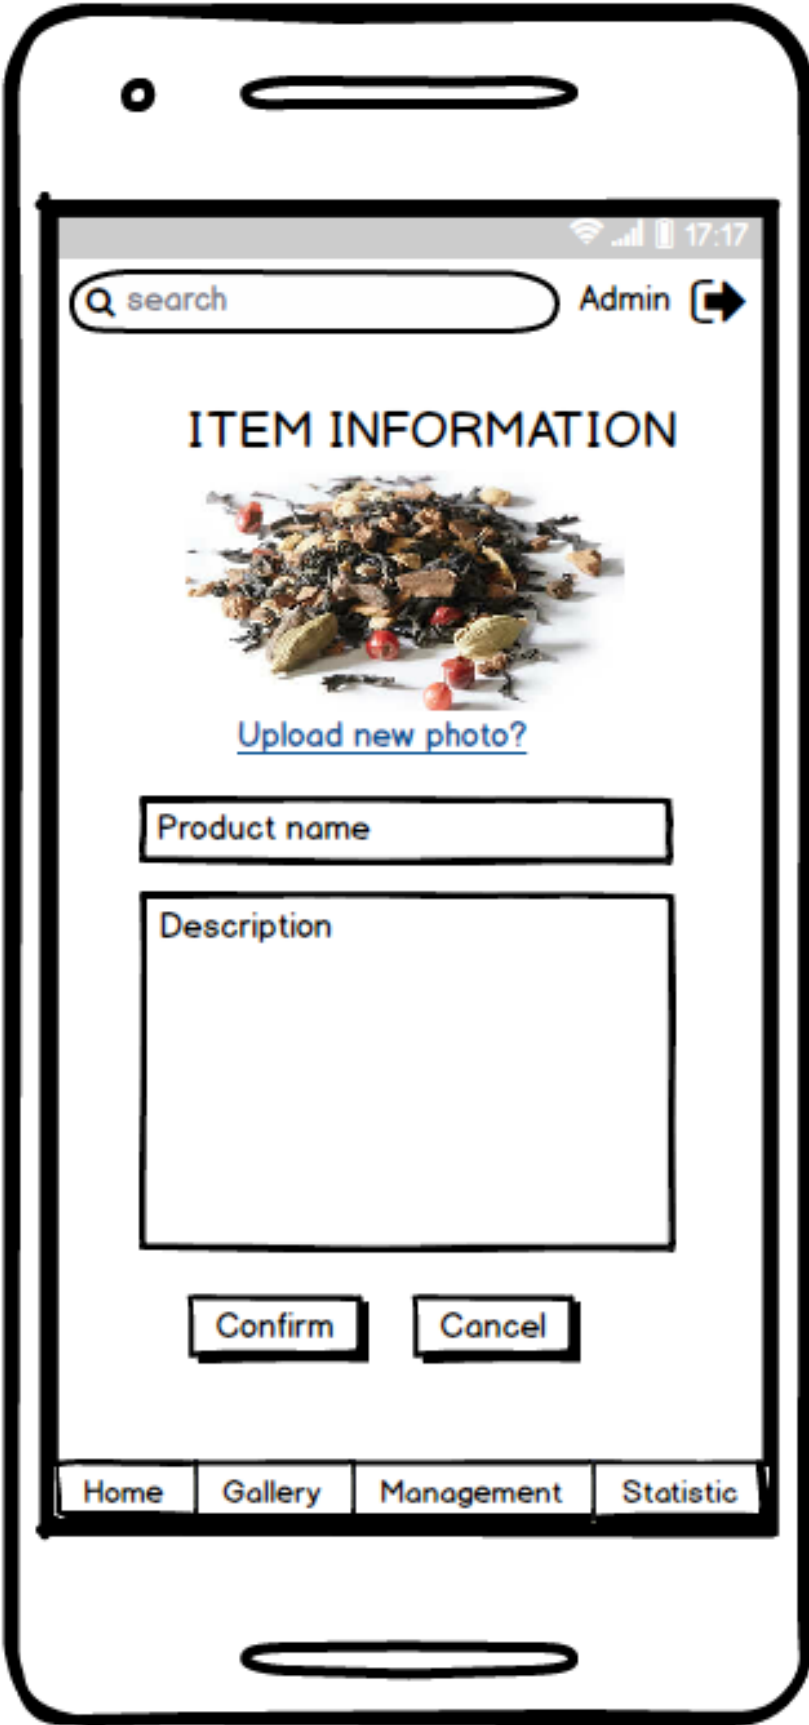 17:17
search Admin
ITEM INFORMATION
Upload new photo?
Product name
Description
Confirm Cancel
Home Gallery Management Statistic